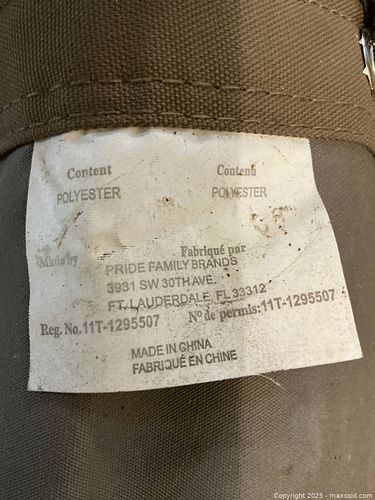 Content Content
POLYESTER POLYESTER
Made by Fabriqué par
PRIDE FAMILY BRANDS
3931 SW 30TH AVE.
FT. LAUDERDALE, FL 33312
Reg. No.11T-1295507 Nº de permis:11T-1295507
MADE IN CHINA
FABRIQUÉ EN CHINE
Copyright 2025 - maxsold.com